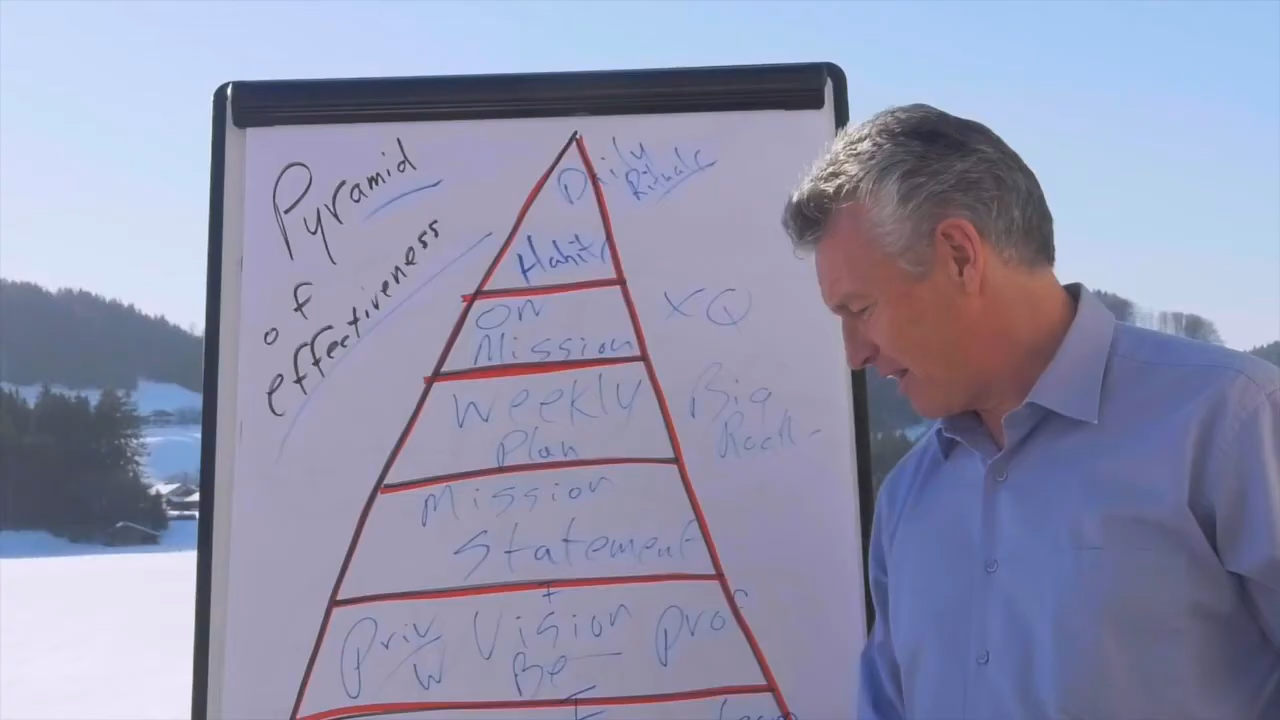 Pyramid
of
effectiveness
Daily
Rituals
Habits
On
Mission
XQ
Weekly
Plan
Big
Rock
Mission
Statement
Priv Vision Prof
W Be